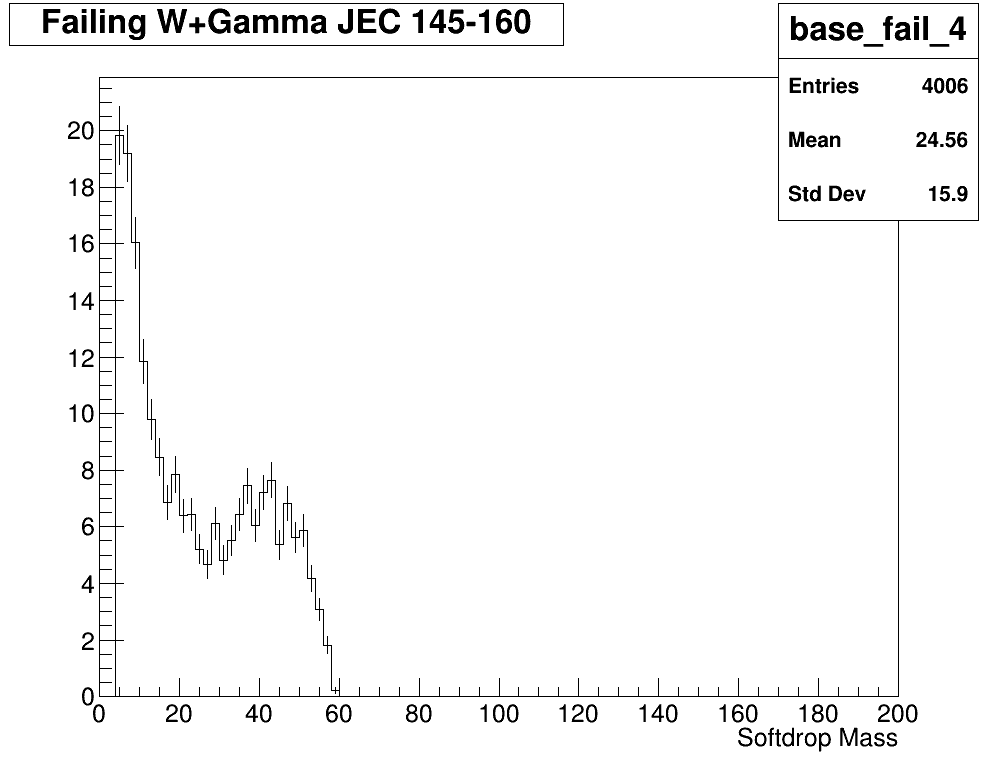 Failing W+Gamma JEC 145-160
base_fail_4
Entries 4006
Mean 24.56
Std Dev 15.9
20
18
16
14
12
10
8
6
4
2
0
0 20 40 60 80 100 120 140 160 180 200
Softdrop Mass